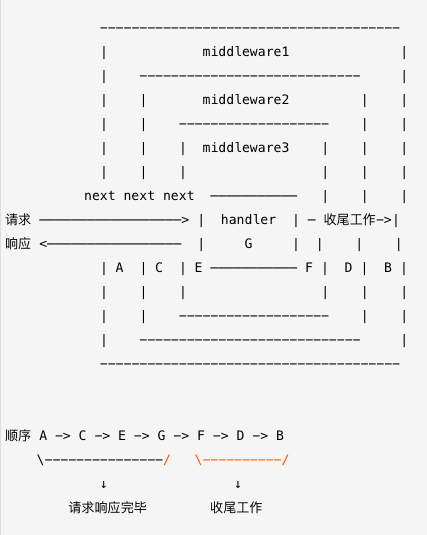 ----------------------------------------
| middleware1 |
| ---------------------------- |
| | middleware2 | |
| | ------------------- | |
| | | middleware3 | | |
| | | | | |
next next next ——————————— | | |
请求 ——————————————————> | handler | — 收尾工作->|
响应 <————————————————— | G | | | |
| A | C | E ——————————— F | D | B |
| | | | | |
| | ------------------- | |
| ---------------------------- |
----------------------------------------
顺序 A -> C -> E -> G -> F -> D -> B
\---------------/ \----------/
↓ ↓
请求响应完毕 收尾工作